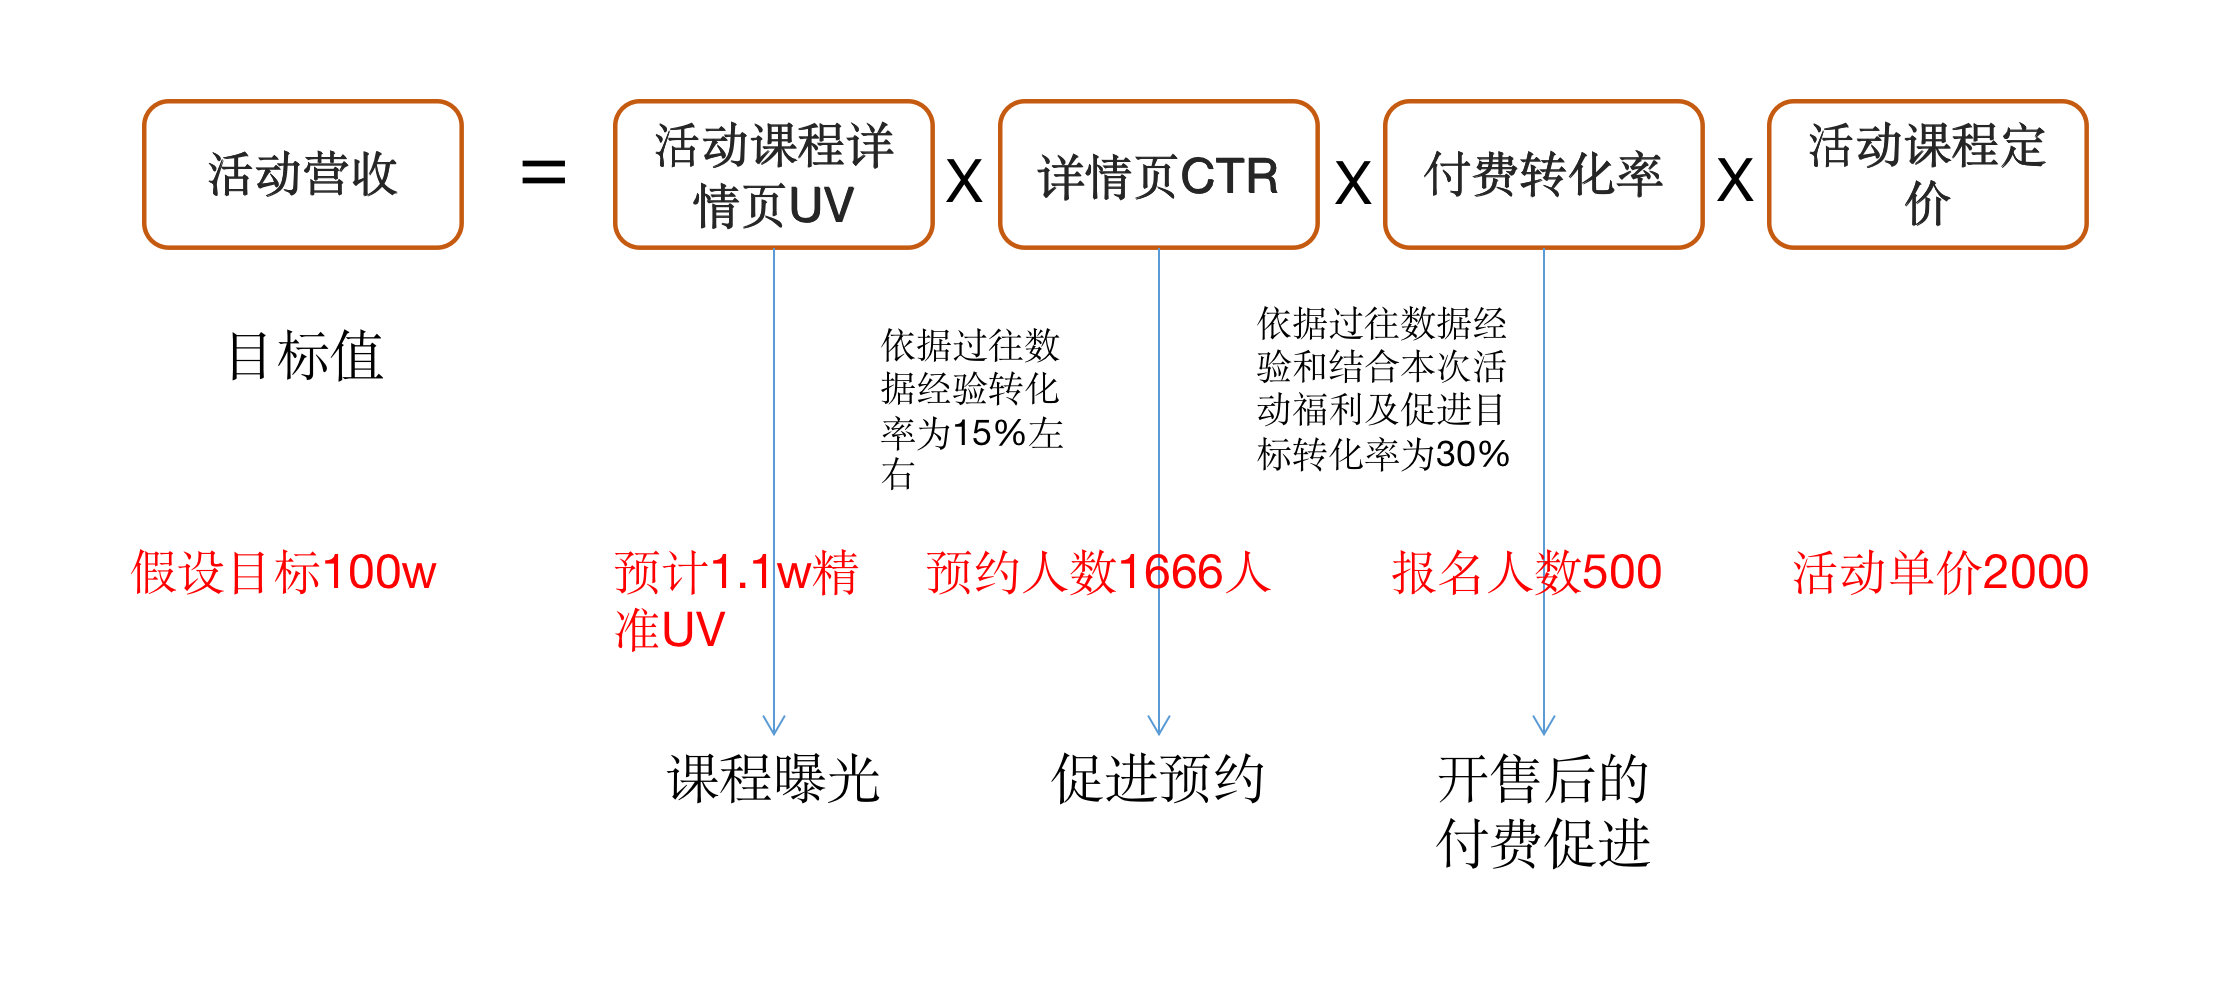 活动营收
=
活动课程详
情页UV
X
详情页CTR
X
付费转化率
X
活动课程定
价
目标值
依据过往数
据经验转化
率为15%左
右
依据过往数据经
验和结合本次活
动福利及促进目
标转化率为30%
假设目标100w
预计1.1w精
准UV
预约人数1666人
报名人数500
活动单价2000
课程曝光
促进预约
开售后的
付费促进